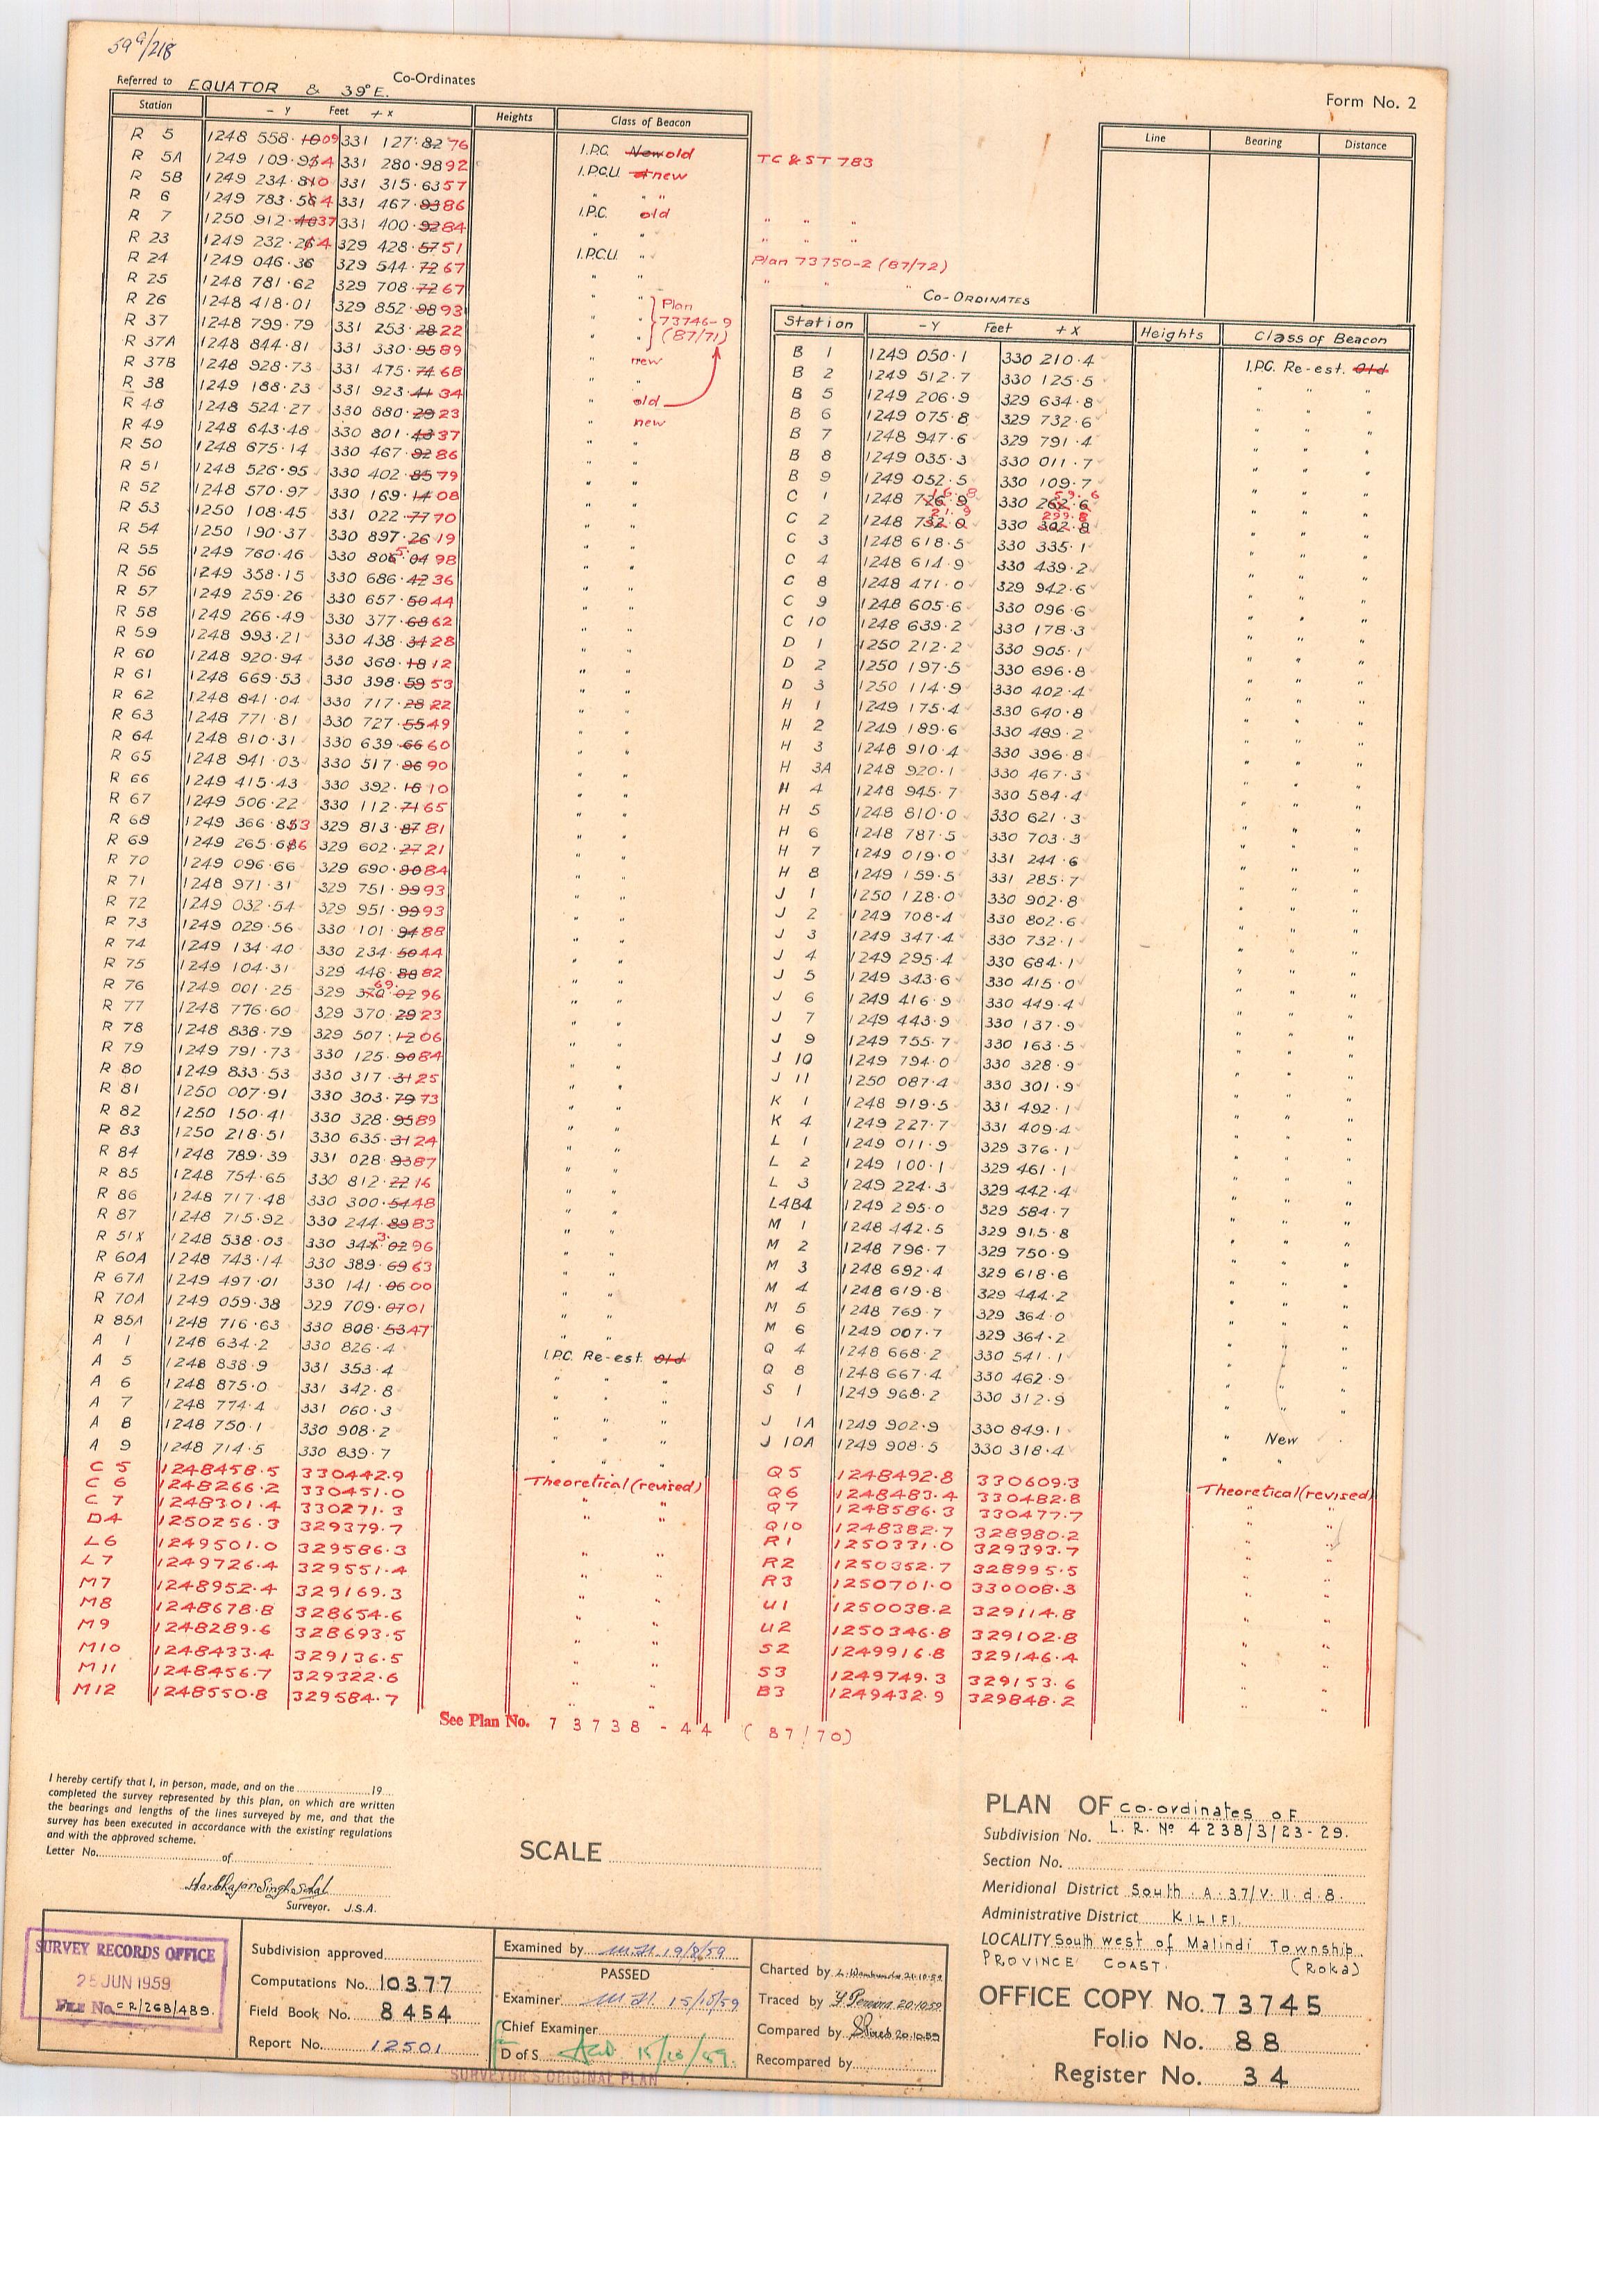 59ª/218
Co-Ordinates
Referred to EQUATOR & 39° E.
Form No. 2
Station − Y Feet + X Heights Class of Beacon
Line Bearing Distance
R 5 1248 558·1009 331 127·8276 I.P.C. New old TC & ST 783
R 5A 1249 109·954 331 280·9892 I.P.C.U. new
R 5B 1249 234·810 331 315·6357 " "
R 6 1249 783·564 331 467·9386 I.P.C. old " " "
R 7 1250 912·4037 331 400·9284 " " " " "
R 23 1249 232·264 329 428·5751 I.P.C.U. " Plan 73750-2 (87/72)
R 24 1249 046·36 329 544·7267 " " " " "
R 25 1248 781·62 329 708·7267 " "
R 26 1248 418·01 329 852·9893 " " Plan
R 37 1248 799·79 331 253·2822 " " 73746-9
R 37A 1248 844·81 331 330·9589 " " (87/71)
R 37B 1248 928·73 331 475·7468 " new
R 38 1249 188·23 331 923·4134 " old
R 48 1248 524·27 330 880·2923 " new
R 49 1248 643·48 330 801·4337 " "
R 50 1248 675·14 330 467·9286 " "
R 51 1248 526·95 330 402·8579 " "
R 52 1248 570·97 330 169·1408 " "
R 53 1250 108·45 331 022·7770 " "
R 54 1250 190·37 330 897·2619 " "
R 55 1249 760·46 330 806·04 5·98 " "
R 56 1249 358·15 330 686·4236 " "
R 57 1249 259·26 330 657·5044 " "
R 58 1249 266·49 330 377·6862 " "
R 59 1248 993·21 330 438·3428 " "
R 60 1248 920·94 330 368·1812 " "
R 61 1248 669·53 330 398·5953 " "
R 62 1248 841·04 330 717·2822 " "
R 63 1248 771·81 330 727·5549 " "
R 64 1248 810·31 330 639·6660 " "
R 65 1248 941·03 330 517·9690 " "
R 66 1249 415·43 330 392·1610 " "
R 67 1249 506·22 330 112·7165 " "
R 68 1249 366·853 329 813·8781 " "
R 69 1249 265·686 329 602·2721 " "
R 70 1249 096·66 329 690·9084 " "
R 71 1248 971·31 329 751·9993 " "
R 72 1249 032·54 329 951·9993 " "
R 73 1249 029·56 330 101·9488 " "
R 74 1249 134·40 330 234·5044 " "
R 75 1249 104·31 329 448·8882 " "
R 76 1249 001·25 329 370·02 69·96 " "
R 77 1248 776·60 329 370·2923 " "
R 78 1248 838·79 329 507·1206 " "
R 79 1249 791·73 330 125·9084 " "
R 80 1249 833·53 330 317·3125 " "
R 81 1250 007·91 330 303·7973 " "
R 82 1250 150·41 330 328·9589 " "
R 83 1250 218·51 330 635·3124 " "
R 84 1248 789·39 331 028·9387 " "
R 85 1248 754·65 330 812·2216 " "
R 86 1248 717·48 330 300·5448 " "
R 87 1248 715·92 330 244·8983 " "
R 51X 1248 538·03 330 344·02 3·96 " "
R 60A 1248 743·14 330 389·6963 " "
R 67A 1249 497·01 330 141·0600 " "
R 70A 1249 059·38 329 709·0701 " "
R 85A 1248 716·63 330 808·5347 " "
A 1 1248 634·2 330 826·4 I.P.C. Re-est. Old
A 5 1248 838·9 331 353·4 " " "
A 6 1248 875·0 331 342·8 " " "
A 7 1248 774·4 331 060·3 " " "
A 8 1248 750·1 330 908·2 " " "
A 9 1248 714·5 330 839·7 " " "
C 5 1248458·5 330442·9 Theoretical (revised)
C 6 1248266·2 330451·0 " "
C 7 1248301·4 330271·3 " "
D4 1250256·3 329379·7 " "
L6 1249501·0 329586·3 " "
L7 1249726·4 329551·4 " "
M7 1248952·4 329169·3 " "
M8 1248678·8 328654·6 " "
M9 1248289·6 328693·5 " "
M10 1248433·4 329136·5 " "
M11 1248456·7 329322·6 " "
M12 1248550·8 329584·7 " "
Co-Ordinates
Station − Y Feet + X Heights Class of Beacon
B 1 1249 050·1 330 210·4 I.P.C. Re-est. Old
B 2 1249 512·7 330 125·5 " " "
B 5 1249 206·9 329 634·8 " " "
B 6 1249 075·8 329 732·6 " " "
B 7 1248 947·6 329 791·4 " " "
B 8 1249 035·3 330 011·7 " " "
B 9 1249 052·5 330 109·7 " " "
C 1 1248 726·9 16·8 330 262·6 59·6 " " "
C 2 1248 732·0 21·9 330 302·8 299·8 " " "
C 3 1248 618·5 330 335·1 " " "
C 4 1248 614·9 330 439·2 " " "
C 8 1248 471·0 329 942·6 " " "
C 9 1248 605·6 330 096·6 " " "
C 10 1248 639·2 330 178·3 " " "
D 1 1250 212·2 330 905·1 " " "
D 2 1250 197·5 330 696·8 " " "
D 3 1250 114·9 330 402·4 " " "
H 1 1249 175·4 330 640·8 " " "
H 2 1249 189·6 330 489·2 " " "
H 3 1248 910·4 330 396·8 " " "
H 3A 1248 920·1 330 467·3 " " "
H 4 1248 945·7 330 584·4 " " "
H 5 1248 810·0 330 621·3 " " "
H 6 1248 787·5 330 703·3 " " "
H 7 1249 019·0 331 244·6 " " "
H 8 1249 159·5 331 285·7 " " "
J 1 1250 128·0 330 902·8 " " "
J 2 1249 708·4 330 802·6 " " "
J 3 1249 347·4 330 732·1 " " "
J 4 1249 295·4 330 684·1 " " "
J 5 1249 343·6 330 415·0 " " "
J 6 1249 416·9 330 449·4 " " "
J 7 1249 443·9 330 137·9 " " "
J 9 1249 755·7 330 163·5 " " "
J 10 1249 794·0 330 328·9 " " "
J 11 1250 087·4 330 301·9 " " "
K 1 1248 919·5 331 492·1 " " "
K 4 1249 227·7 331 409·4 " " "
L 1 1249 011·9 329 376·1 " " "
L 2 1249 100·1 329 461·1 " " "
L 3 1249 224·3 329 442·4 " " "
L4B4 1249 295·0 329 584·7 " " "
M 1 1248 442·5 329 915·8 " " "
M 2 1248 796·7 329 750·9 " " "
M 3 1248 692·4 329 618·6 " " "
M 4 1248 619·8 329 444·2 " " "
M 5 1248 769·7 329 364·0 " " "
M 6 1249 007·7 329 364·2 " " "
Q 4 1248 668·2 330 541·1 " " "
Q 8 1248 667·4 330 462·9 " " "
S 1 1249 968·2 330 312·9 " " "
J 1A 1249 902·9 330 849·1 " New
J 10A 1249 908·5 330 318·4 " "
Q5 1248492·8 330609·3 Theoretical (revised)
Q6 1248483·4 330482·8 " "
Q7 1248586·3 330477·7 " "
Q10 1248382·7 328980·2 " "
R1 1250331·0 329393·7 " "
R2 1250352·7 328995·5 " "
R3 1250701·0 330008·3 " "
U1 1250038·2 329114·8 " "
U2 1250346·8 329102·8 " "
S2 1249916·8 329146·4 " "
S3 1249749·3 329153·6 " "
B3 1249432·9 329848·2 " "
See Plan No. 73738-44 (87/70)
I hereby certify that I, in person, made, and on the 19
completed the survey represented by this plan, on which are written
the bearings and lengths of the lines surveyed by me, and that the
survey has been executed in accordance with the existing regulations
and with the approved scheme.
Letter No. of
Surveyor. J.S.A.
SCALE
PLAN OF co-ordinates of
Subdivision No. L. R. Nº 4238/3/23-29.
Section No.
Meridional District South A·37/V·II·d·8.
Administrative District KILIFI.
LOCALITY South west of Malindi Township
PROVINCE COAST. (Roka)
OFFICE COPY No. 73745
Folio No. 88
Register No. 34
SURVEY RECORDS OFFICE
25 JUN 1959
FILE No. CR/268/489.
Subdivision approved
Computations No. 10377
Field Book No. 8454
Report No. 12501
Examined by 19/8/59
PASSED
Examiner 15/10/59
Chief Examiner
D of S 15/10/59.
Charted by 21·10·59
Traced by 20.10.59
Compared by 20.10.59
Recompared by
SURVEYOR'S ORIGINAL PLAN